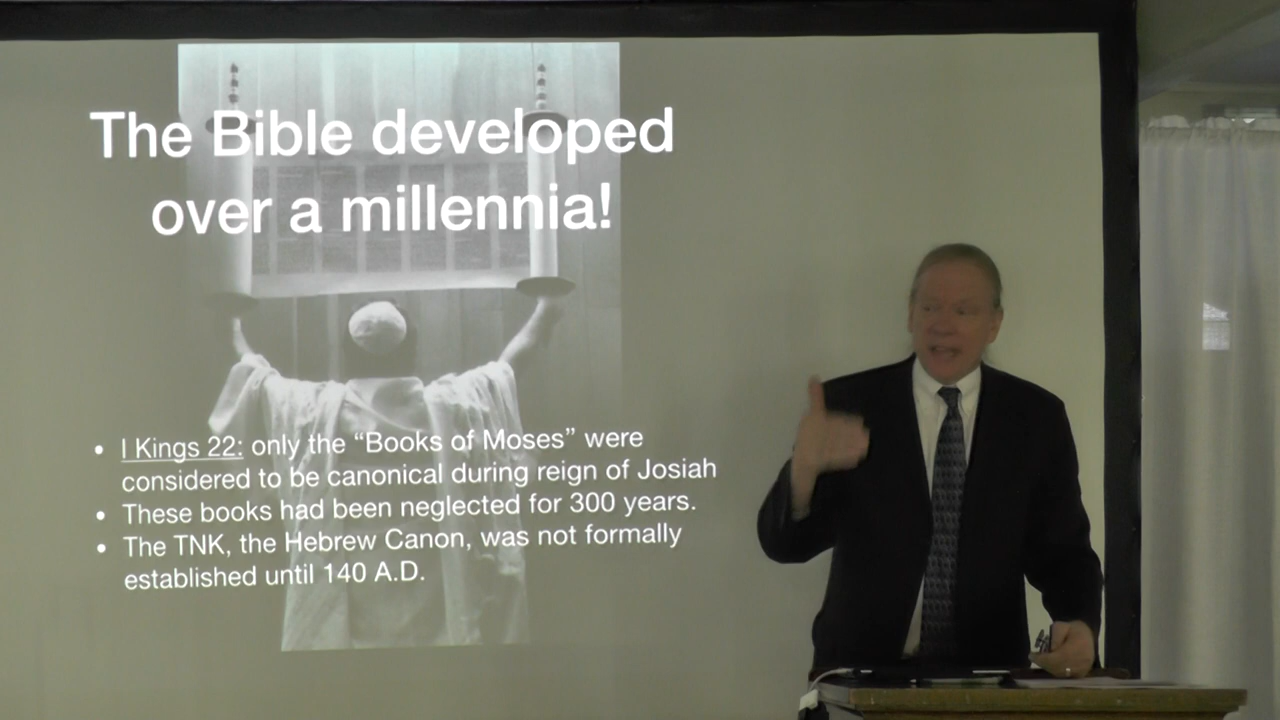 The Bible developed
over a millennia!
• I Kings 22: only the “Books of Moses” were
considered to be canonical during reign of Josiah
• These books had been neglected for 300 years.
• The TNK, the Hebrew Canon, was not formally
established until 140 A.D.